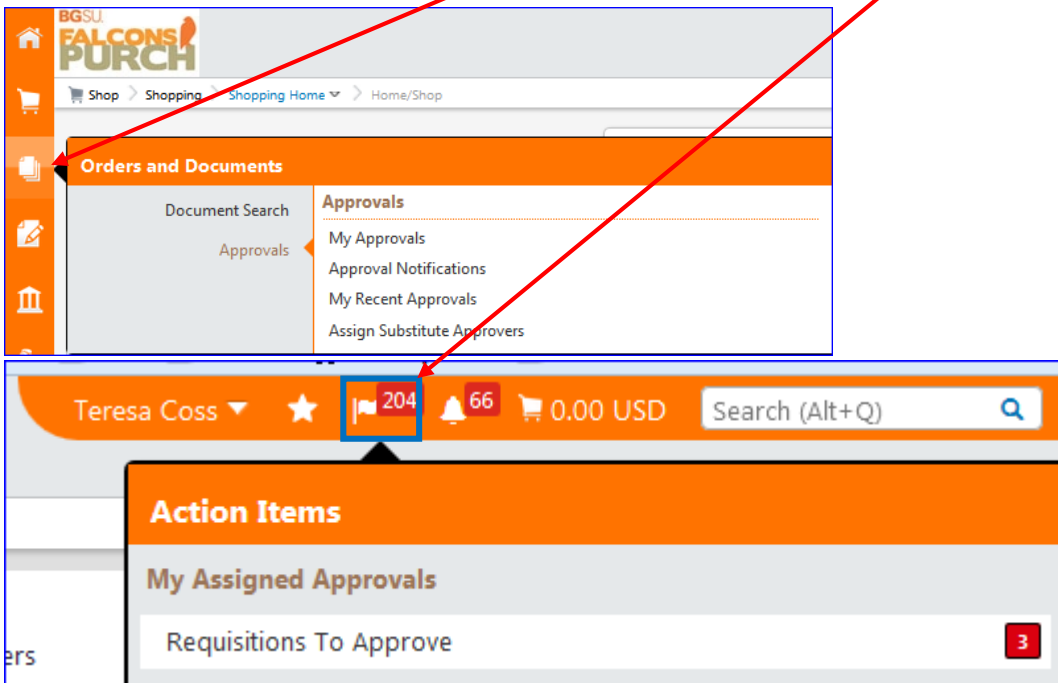 BGSU.
FALCONS
PURCH
Shop > Shopping > Shopping Home > Home/Shop
Orders and Documents
Document Search
Approvals
Approvals
My Approvals
Approval Notifications
My Recent Approvals
Assign Substitute Approvers
Teresa Coss 204 66 0.00 USD Search (Alt+Q)
Action Items
My Assigned Approvals
Requisitions To Approve 3
ers